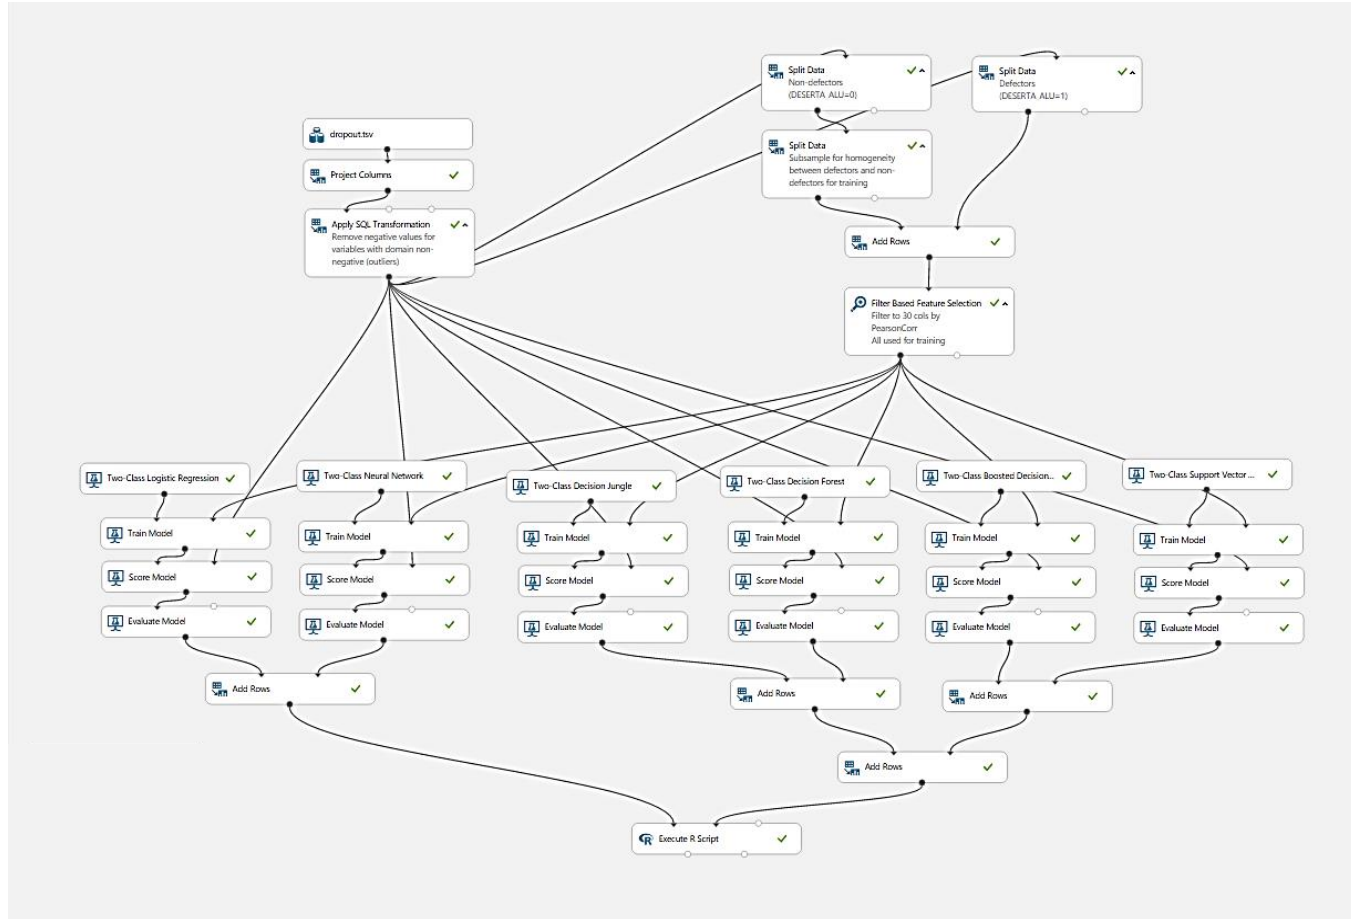 Split Data
Non-defectors
(DESERTA_ALU=0)
Split Data
Defectors
(DESERTA_ALU=1)
dropout.tsv
Project Columns
Apply SQL Transformation
Remove negative values for
variables with domain non-
negative (outliers)
Split Data
Subsample for homogeneity
between defectors and non-
defectors for training
Add Rows
Filter Based Feature Selection
Filter to 30 cols by
PearsonCorr
All used for training
Two-Class Logistic Regression
Two-Class Neural Network
Two-Class Decision Jungle
Two-Class Decision Forest
Two-Class Boosted Decision...
Two-Class Support Vector ...
Train Model
Train Model
Train Model
Train Model
Train Model
Train Model
Score Model
Score Model
Score Model
Score Model
Score Model
Score Model
Evaluate Model
Evaluate Model
Evaluate Model
Evaluate Model
Evaluate Model
Evaluate Model
Add Rows
Add Rows
Add Rows
Add Rows
Execute R Script